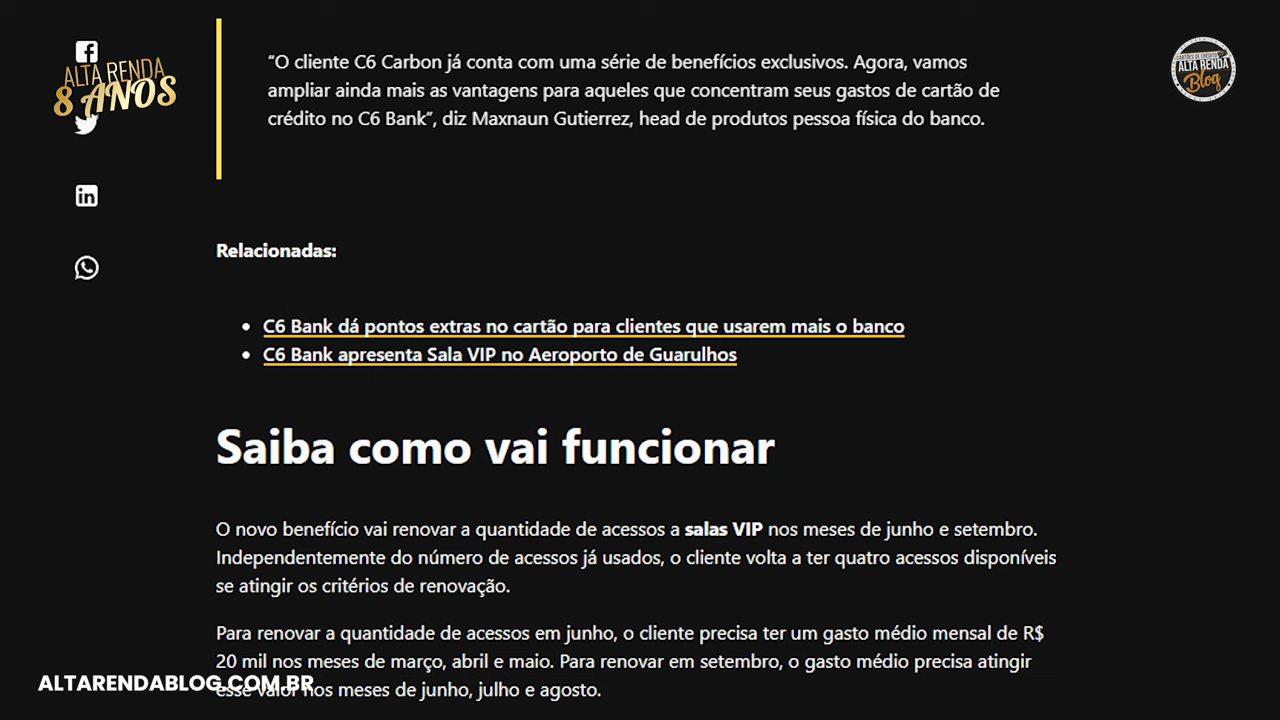 ALTA RENDA
8 ANOS
CARTÕES DE CRÉDITO
ALTA RENDA
Blog
“O cliente C6 Carbon já conta com uma série de benefícios exclusivos. Agora, vamos
ampliar ainda mais as vantagens para aqueles que concentram seus gastos de cartão de
crédito no C6 Bank”, diz Maxnaun Gutierrez, head de produtos pessoa física do banco.
Relacionadas:
• C6 Bank dá pontos extras no cartão para clientes que usarem mais o banco
• C6 Bank apresenta Sala VIP no Aeroporto de Guarulhos
Saiba como vai funcionar
O novo benefício vai renovar a quantidade de acessos a salas VIP nos meses de junho e setembro.
Independentemente do número de acessos já usados, o cliente volta a ter quatro acessos disponíveis
se atingir os critérios de renovação.
Para renovar a quantidade de acessos em junho, o cliente precisa ter um gasto médio mensal de R$
20 mil nos meses de março, abril e maio. Para renovar em setembro, o gasto médio precisa atingir
esse valor nos meses de junho, julho e agosto.
ALTARENDABLOG.COM.BR